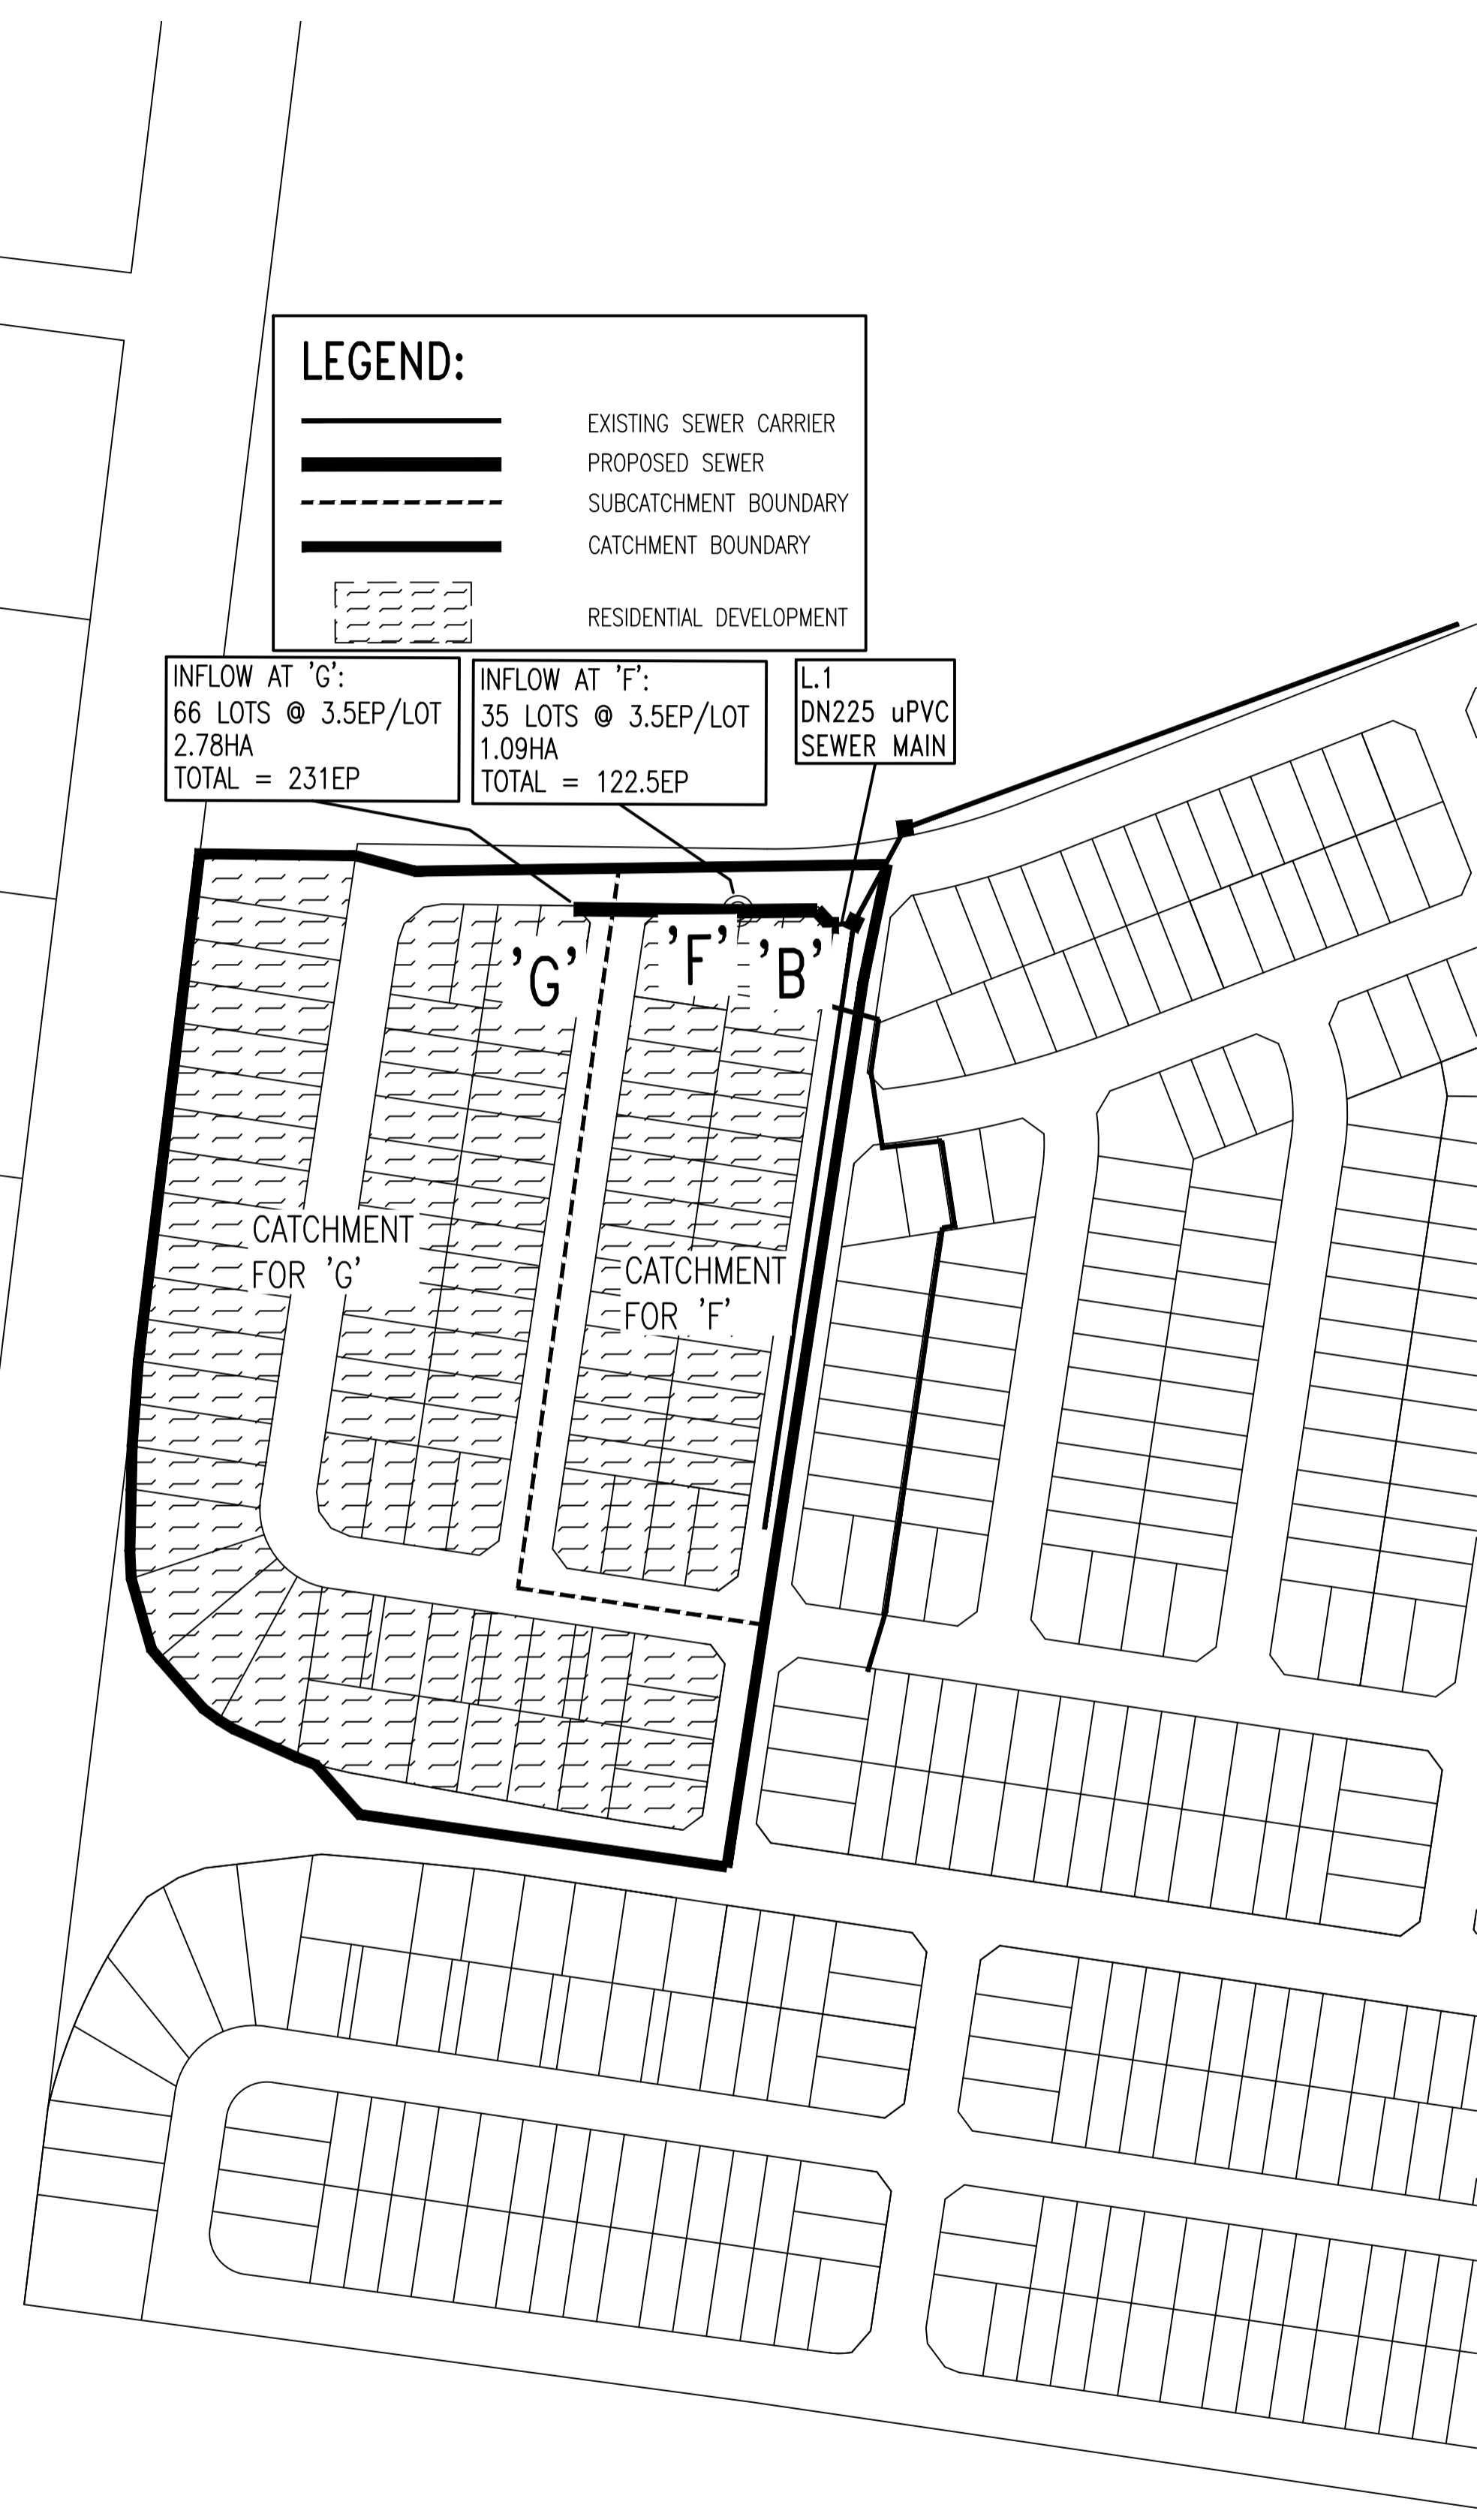 LEGEND:
EXISTING SEWER CARRIER
PROPOSED SEWER
SUBCATCHMENT BOUNDARY
CATCHMENT BOUNDARY
RESIDENTIAL DEVELOPMENT
INFLOW AT 'G':
66 LOTS @ 3.5EP/LOT
2.78HA
TOTAL = 231EP
INFLOW AT 'F':
35 LOTS @ 3.5EP/LOT
1.09HA
TOTAL = 122.5EP
L.1
DN225 uPVC
SEWER MAIN
'G'
'F'
'B'
CATCHMENT
FOR 'G'
CATCHMENT
FOR 'F'